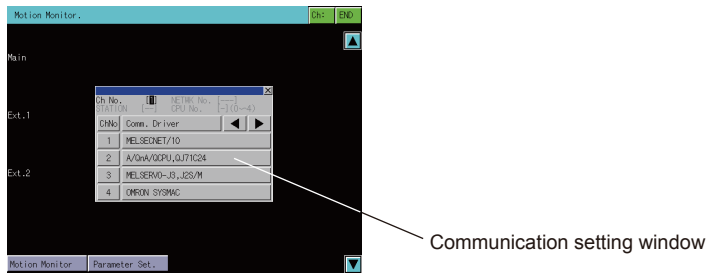 Motion Monitor. Ch: END
Main
Ch No. [1] NETWK No. [---]
STATION [--] CPU No. [-](0-4)
Ext.1
ChNo Comm. Driver
1 MELSECNET/10
2 A/QnA/QCPU,QJ71C24
Ext.2
3 MELSERVO-J3,J2S/M
4 OMRON SYSMAC
Communication setting window
Motion Monitor Parameter Set.